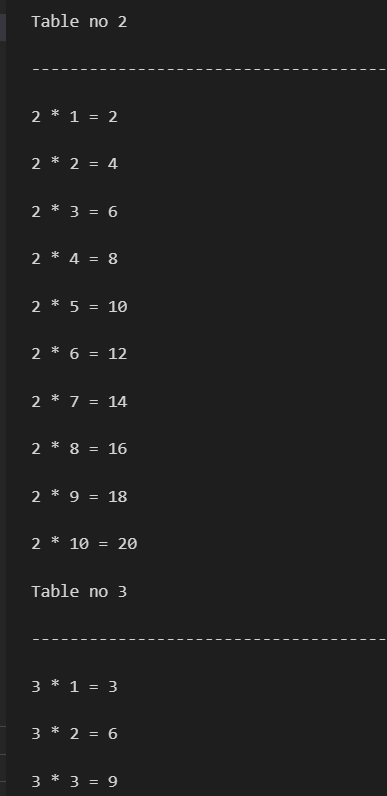 Table no 2
-------------------------------------
2 * 1 = 2
2 * 2 = 4
2 * 3 = 6
2 * 4 = 8
2 * 5 = 10
2 * 6 = 12
2 * 7 = 14
2 * 8 = 16
2 * 9 = 18
2 * 10 = 20
Table no 3
-------------------------------------
3 * 1 = 3
3 * 2 = 6
3 * 3 = 9